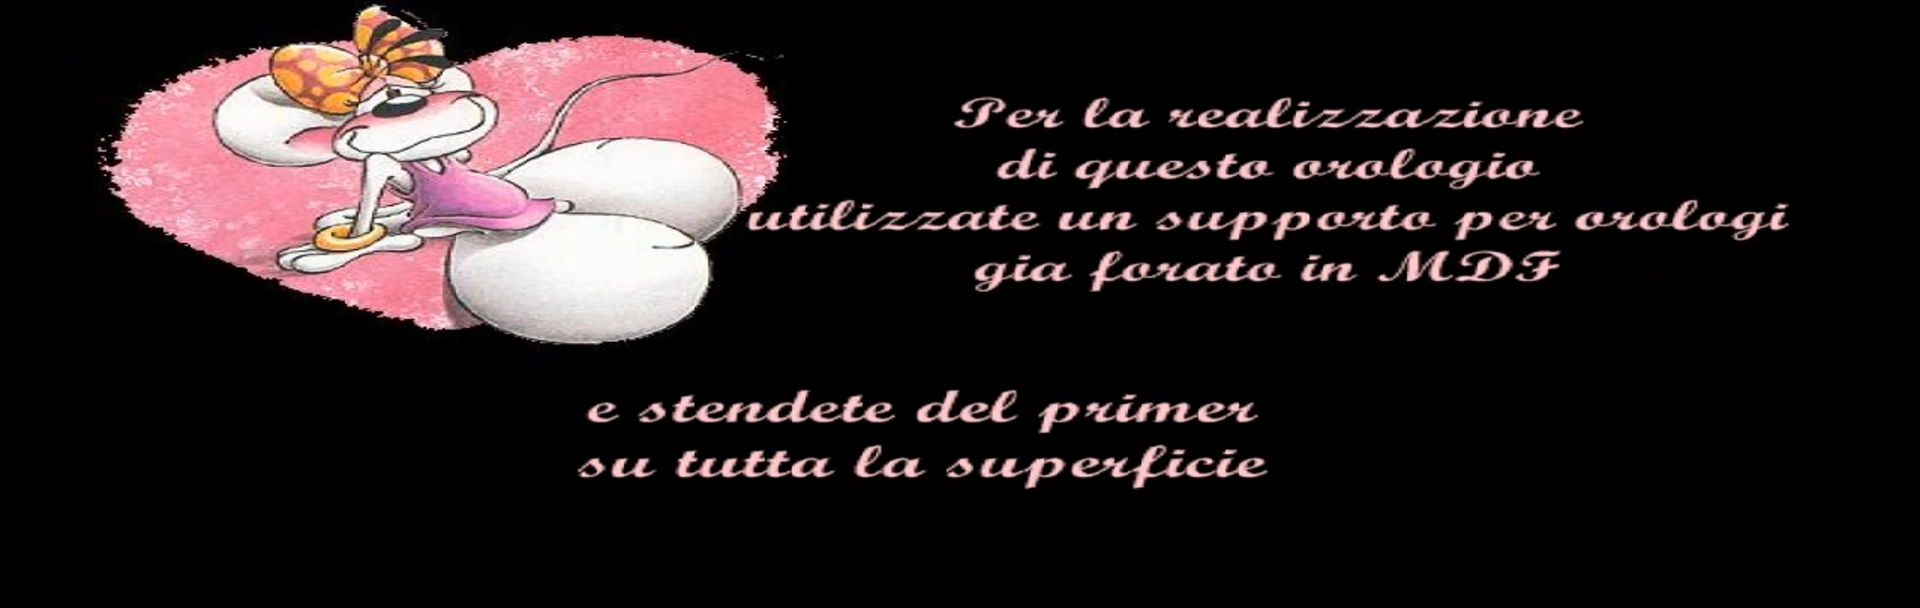 Per la realizzazione
di questo orologio
utilizzate un supporto per orologi
gia forato in MDF
e stendete del primer
su tutta la superficie